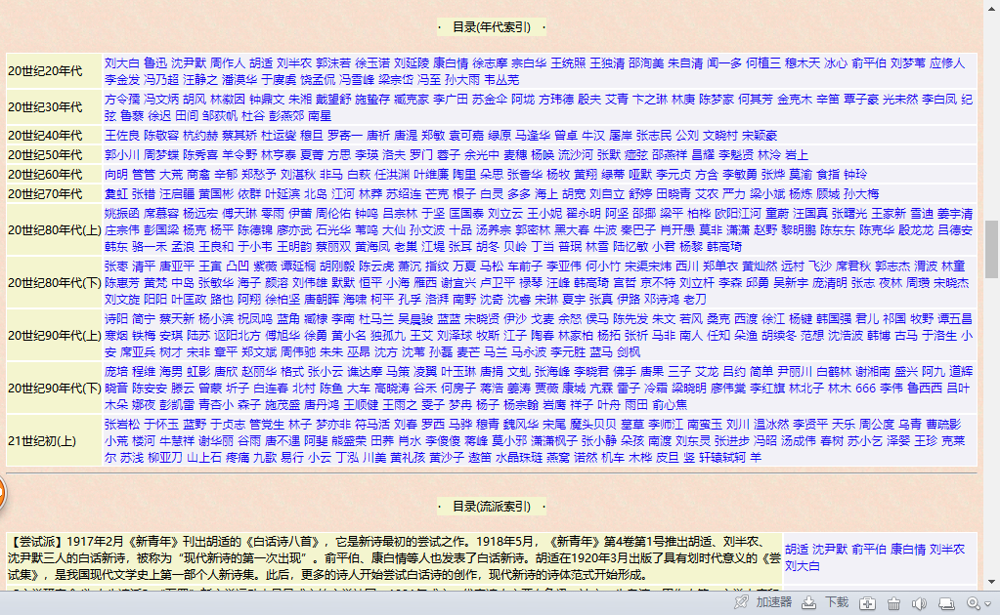 · 目录(年代索引) ·
20世纪20年代
刘大白 鲁迅 沈尹默 周作人 胡适 刘半农 郭沫若 徐玉诺 刘延陵 康白情 徐志摩 宗白华 王统照 王独清 邵洵美 朱自清 闻一多 何植三 穆木天 冰心 俞平伯 刘梦苇 应修人
李金发 冯乃超 汪静之 潘漠华 于赓虞 饶孟侃 冯雪峰 梁宗岱 冯至 孙大雨 韦丛芜
20世纪30年代
方令孺 冯文炳 胡风 林徽因 钟鼎文 朱湘 戴望舒 施蛰存 臧克家 李广田 苏金伞 阿垅 方玮德 殷夫 艾青 卞之琳 林庚 陈梦家 何其芳 金克木 辛笛 覃子豪 光未然 李白凤 纪
弦 鲁藜 徐迟 田间 邹荻帆 杜谷 彭燕郊 南星
20世纪40年代
王佐良 陈敬容 杭约赫 蔡其矫 杜运燮 穆旦 罗寄一 唐祈 唐湜 郑敏 袁可嘉 绿原 马逢华 曾卓 牛汉 屠岸 张志民 公刘 文晓村 宋颖豪
20世纪50年代
郭小川 周梦蝶 陈秀喜 羊令野 林亨泰 夏菁 方思 李瑛 洛夫 罗门 蓉子 余光中 麦穗 杨唤 流沙河 张默 痖弦 邵燕祥 昌耀 李魁贤 林泠 岩上
20世纪60年代
向明 管管 大荒 商禽 辛郁 郑愁予 刘湛秋 非马 白萩 任洪渊 叶维廉 陶里 朵思 张香华 杨牧 黄翔 绿蒂 哑默 李元贞 方含 李敏勇 张烨 莫渝 食指 钟玲
20世纪70年代
敻虹 张错 汪启疆 黄国彬 依群 叶延滨 北岛 江河 林莽 苏绍连 芒克 根子 白灵 多多 海上 胡宽 刘自立 舒婷 田晓青 艾农 严力 梁小斌 杨炼 顾城 孙大梅
20世纪80年代(上)
姚振函 席慕容 杨远宏 傅天琳 零雨 伊蕾 周伦佑 钟鸣 吕宗林 于坚 匡国泰 刘立云 王小妮 翟永明 阿坚 邵挪 梁平 柏桦 欧阳江河 童蔚 汪国真 张曙光 王家新 雪迪 姜宇清
庄宗伟 彭国梁 杨克 杨平 陈德锦 廖亦武 石光华 苇鸣 大仙 孙文波 十品 汤养宗 郭密林 黑大春 牛波 秦巴子 肖开愚 莫非 潇潇 赵野 黎明鹏 陈东东 陈克华 殷龙龙 吕德安
韩东 骆一禾 孟浪 王良和 于小韦 王明韵 蔡丽双 黄海凤 老巢 江堤 张耳 胡冬 贝岭 丁当 普珉 林雪 陆忆敏 小君 杨黎 韩高琦
20世纪80年代(下)
张枣 清平 唐亚平 王寅 凸凹 紫薇 谭延桐 胡刚毅 陈云虎 萧沉 指纹 万夏 马松 车前子 李亚伟 何小竹 宋渠宋炜 西川 郑单衣 黄灿然 远村 飞沙 席君秋 郭志杰 渭波 林童
陈惠芳 黄梵 中岛 张敏华 海子 颜溶 刘伟雄 默默 恒平 小海 雁西 谢宜兴 卢卫平 禄琴 汪峰 韩高琦 宫哲 京不特 刘立杆 李森 邱勇 吴新宇 庞清明 张志 夜林 周瓒 宋晓杰
刘文旋 阳阳 叶匡政 路也 阿翔 徐柏坚 唐朝晖 海啸 柯平 孔孚 洛湃 南野 沈奇 沈睿 宋琳 夏宇 张真 伊路 邓诗鸿 老刀
20世纪90年代(上)
诗阳 简宁 蔡天新 杨小滨 祝凤鸣 蓝角 臧棣 李南 杜马兰 吴晨骏 蓝蓝 宋晓贤 伊沙 戈麦 余怒 侯马 陈先发 朱文 若风 桑克 西渡 徐江 杨键 韩国强 君儿 祁国 牧野 谭五昌
寒烟 铁梅 安琪 陆苏 谣阳北方 傅旭华 徐勇 黄小名 独孤九 王艾 刘泽球 牧斯 江子 陶春 林家柏 杨拓 张祈 马非 南人 任知 朵渔 胡续冬 范想 沈浩波 韩博 古马 于洛生 小
安 席亚兵 树才 宋非 章平 郑文斌 周伟驰 朱朱 巫昂 沈方 沈苇 孙磊 麦芒 马兰 马永波 李元胜 蓝马 剑枫
20世纪90年代(下)
庞培 程维 海男 虹影 唐欣 赵丽华 格式 张小云 谯达摩 马策 凌翼 叶玉琳 唐捐 文乩 张海峰 李晓君 佛手 唐果 三子 艾龙 吕约 简单 尹丽川 白鹤林 谢湘南 盛兴 阿九 道辉
晓音 陈安安 滕云 曾蒙 圻子 白连春 北村 陈鱼 大车 高晓涛 谷禾 何房子 蒋浩 姜涛 贾薇 康城 亢霖 雷子 冷霜 梁晓明 廖伟棠 李红旗 林北子 林木 666 李伟 鲁西西 吕叶
木朵 娜夜 彭凯雷 青杏小 森子 施茂盛 唐丹鸿 王顺健 王雨之 雯子 梦冉 杨子 杨宗翰 岩鹰 祥子 叶舟 雨田 俞心焦
21世纪初(上)
张岩松 于怀玉 蓝野 于贞志 管党生 林子 梦亦非 符马活 刘春 罗西 马骅 穆青 魏风华 宋尾 魔头贝贝 墓草 李师江 南蛮玉 刘川 温冰然 李贤平 天乐 周公度 乌青 曹疏影
小荒 楼河 牛慧祥 谢华丽 谷雨 唐不遇 阿斐 熊盛荣 田荞 肖水 李傻傻 蒋峰 莫小邪 潇潇枫子 张小静 朵孩 南渡 刘东灵 张进步 冯昭 汤成伟 春树 苏小乞 泽婴 王珍 克莱
尔 苏浅 柳亚刀 山上石 疼痛 九歌 易行 小云 丁泓 川美 黄礼孩 黄沙子 遨笛 水晶珠琏 燕窝 诺然 机车 木桦 皮旦 竖 轩辕轼轲 羊
· 目录(流派索引) ·
【尝试派】1917年2月《新青年》刊出胡适的《白话诗八首》，它是新诗最初的尝试之作。1918年5月，《新青年》第4卷第1号推出胡适、刘半农、
沈尹默三人的白话新诗，被称为“现代新诗的第一次出现”。俞平伯、康白情等人也发表了白话新诗。胡适在1920年3月出版了具有划时代意义的《尝
试集》，是我国现代文学史上第一部个人新诗集。此后，更多的诗人开始尝试白话诗的创作，现代新诗的诗体范式开始形成。
胡适 沈尹默 俞平伯 康白情 刘半农
刘大白
加速器 下载